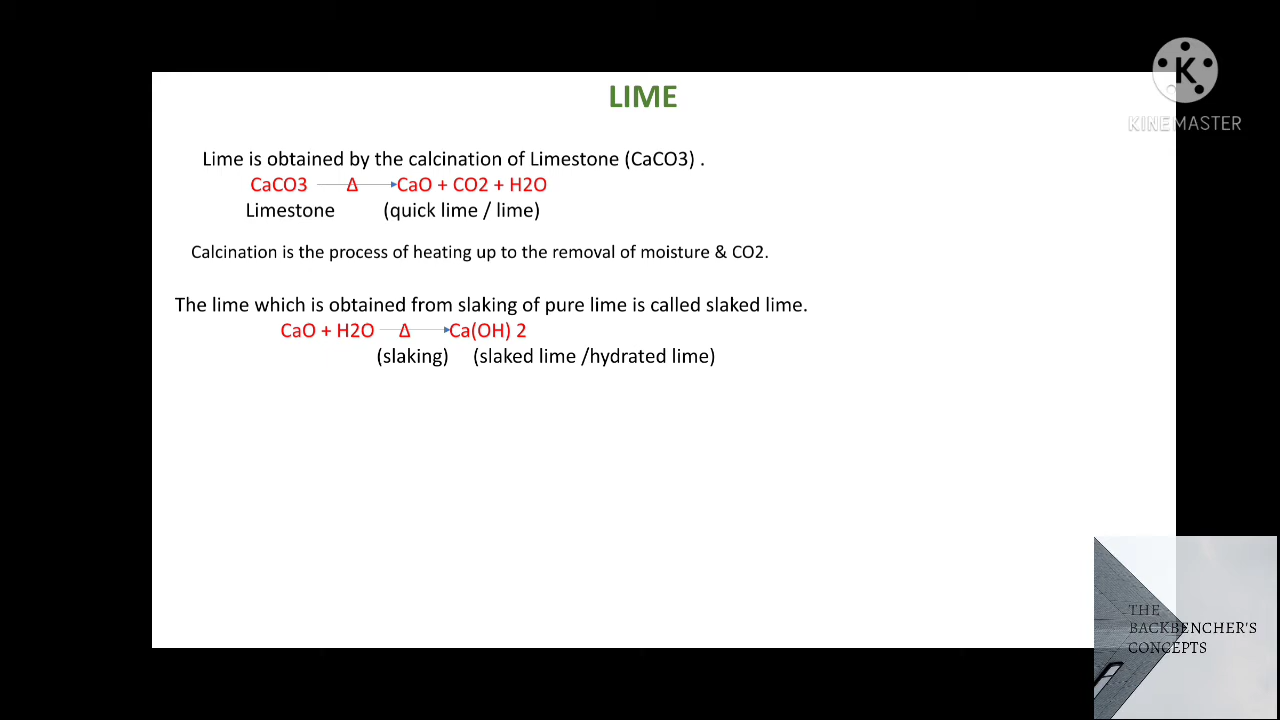 LIME
K
KINEMASTER
Lime is obtained by the calcination of Limestone (CaCO3) .
CaCO3 Δ CaO + CO2 + H2O
Limestone (quick lime / lime)
Calcination is the process of heating up to the removal of moisture & CO2.
The lime which is obtained from slaking of pure lime is called slaked lime.
CaO + H2O Δ Ca(OH) 2
(slaking) (slaked lime /hydrated lime)
THE
BACKBENCHER'S
CONCEPTS